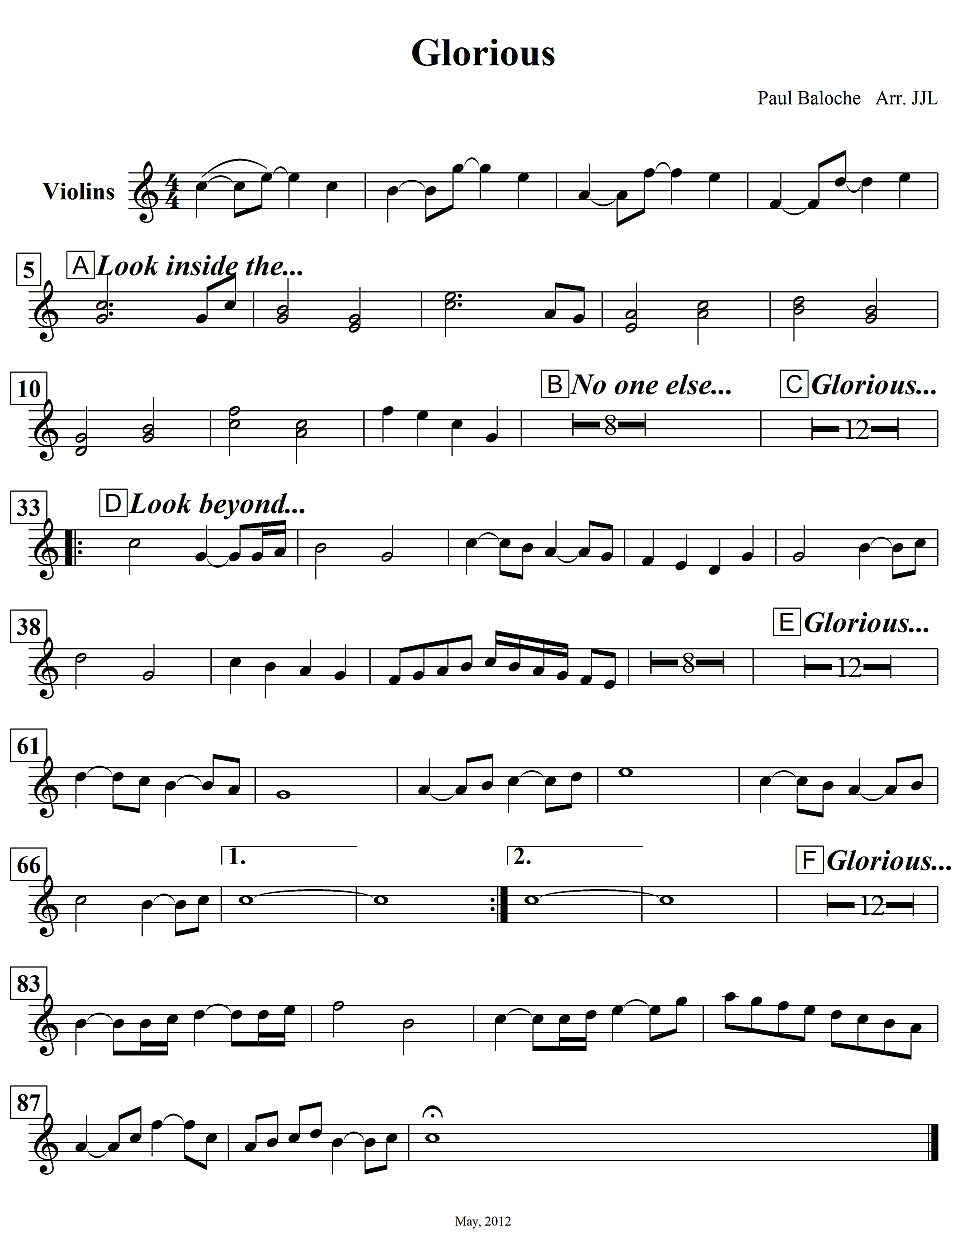 Glorious
Paul Baloche Arr. JJL
Violins
4
4
5 A Look inside the...
10 B No one else... C Glorious...
8 12
33 D Look beyond...
38 E Glorious...
8 12
61
66 1. 2. F Glorious...
12
83
87
May, 2012